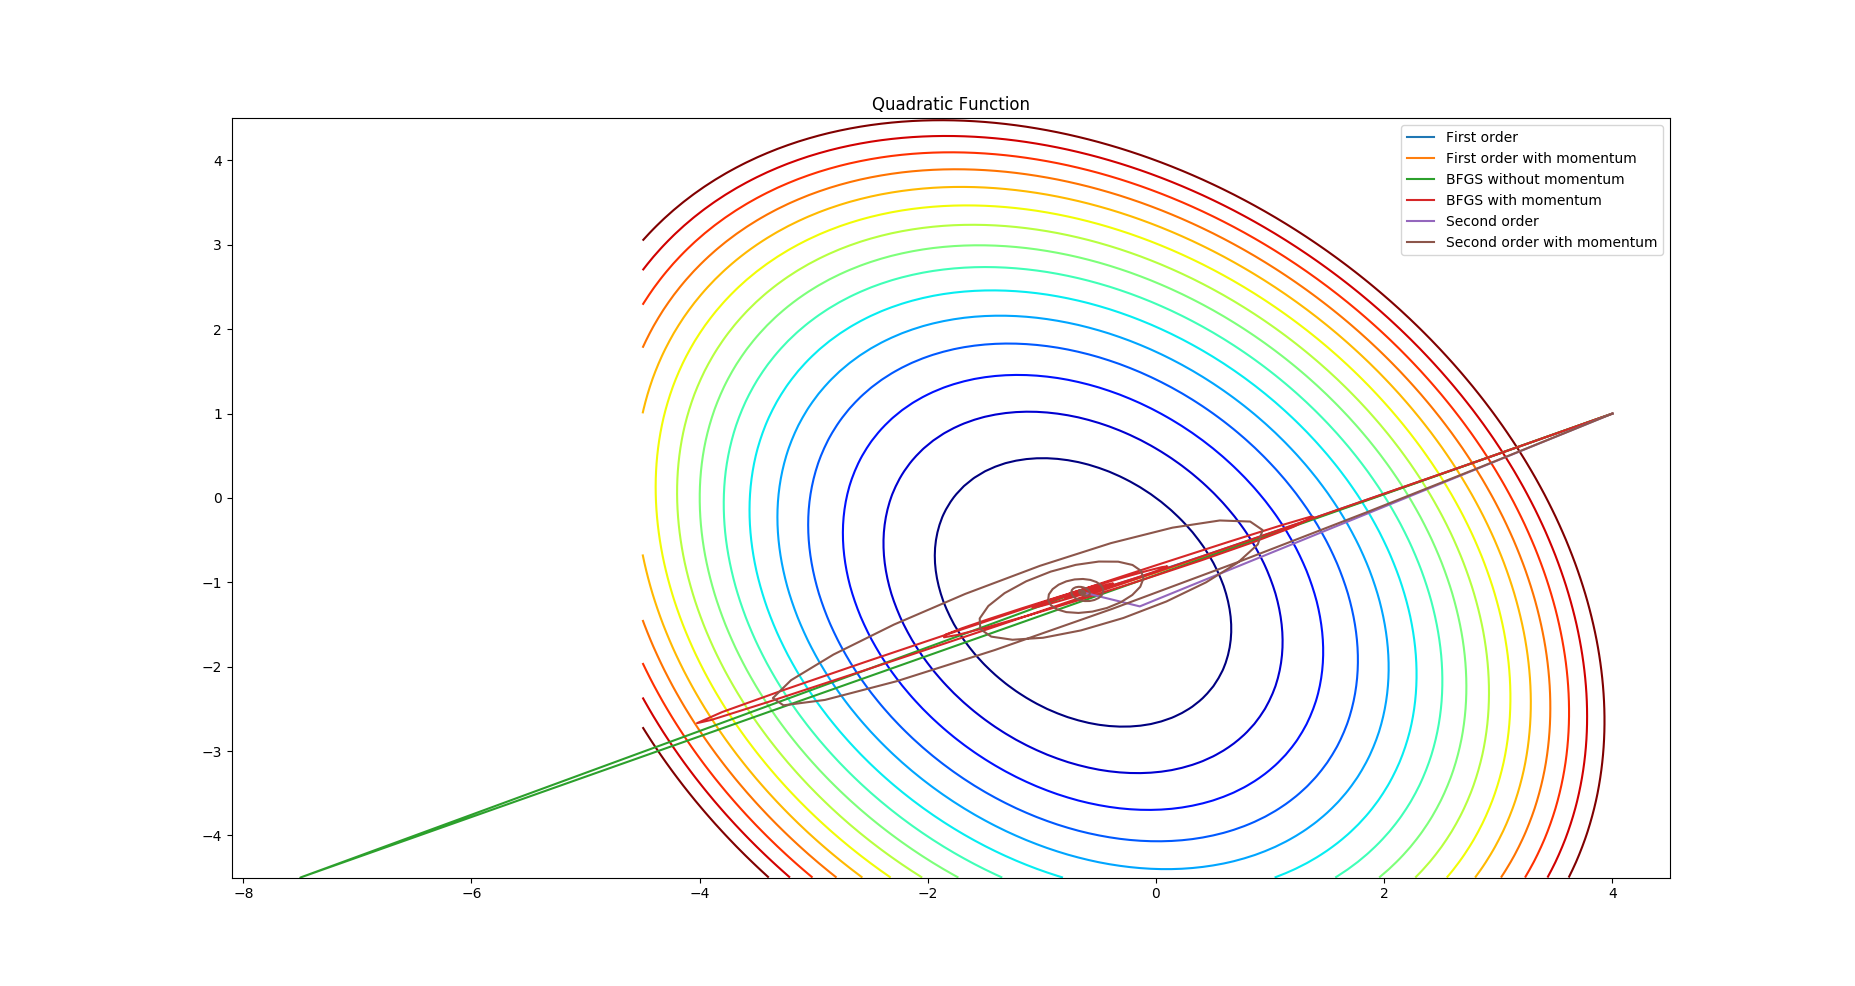 Quadratic Function
First order
First order with momentum
BFGS without momentum
BFGS with momentum
Second order
Second order with momentum
4
3
2
1
0
−1
−2
−3
−4
−8 −6 −4 −2 0 2 4